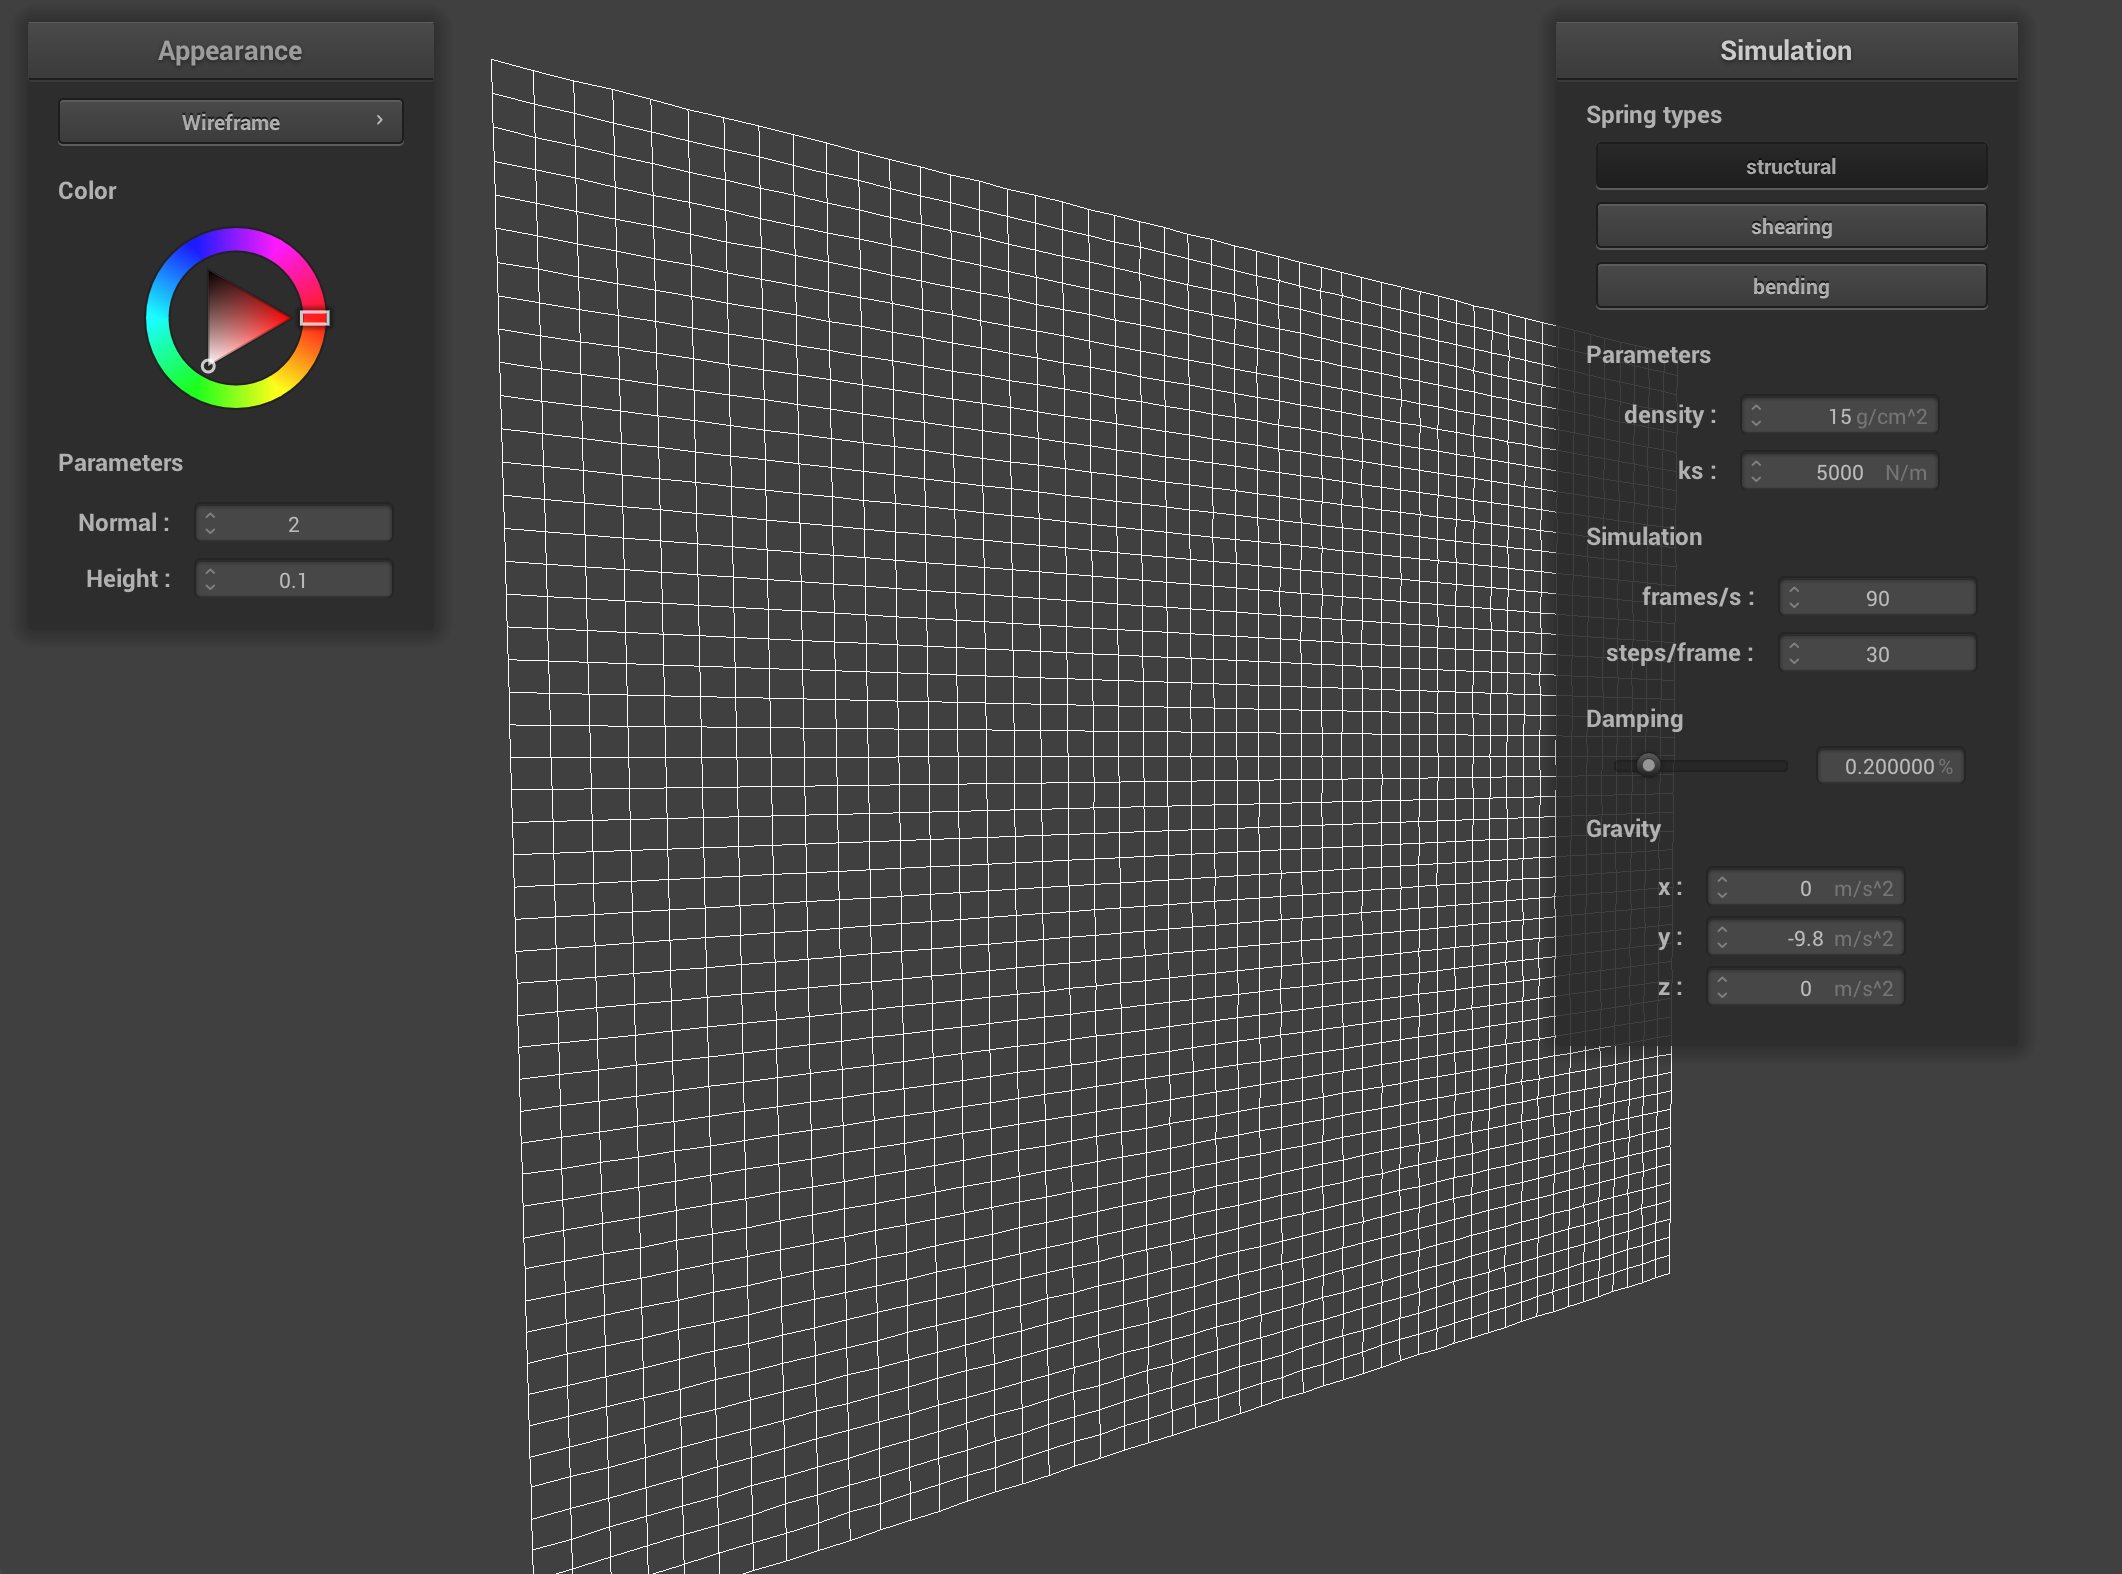 Appearance
Wireframe
Color
Parameters
Normal : 2
Height : 0.1
Simulation
Spring types
structural
shearing
bending
Parameters
density : 15 g/cm^2
ks : 5000 N/m
Simulation
frames/s : 90
steps/frame : 30
Damping
0.200000 %
Gravity
x : 0 m/s^2
y : -9.8 m/s^2
z : 0 m/s^2